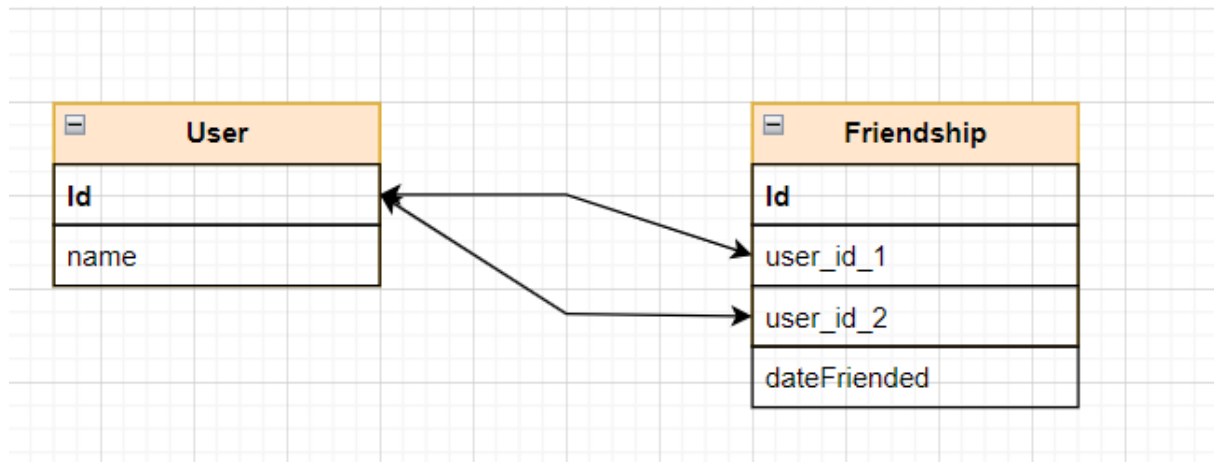 User
Id
name
Friendship
Id
user_id_1
user_id_2
dateFriended